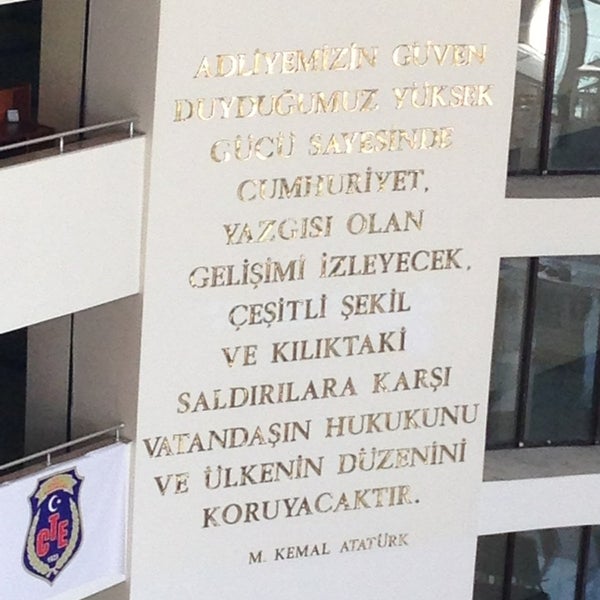 ADLİYEMİZİN GÜVEN
DUYDUĞUMUZ YÜKSEK
GÜCÜ SAYESİNDE
CUMHURİYET,
YAZGISI OLAN
GELİŞİMİ İZLEYECEK,
ÇEŞİTLİ ŞEKİL
VE KILIKTAKİ
SALDIRILARA KARŞI
VATANDAŞIN HUKUKUNU
VE ÜLKENİN DÜZENİNİ
KORUYACAKTIR.
M. KEMAL ATATÜRK
CTE
1929